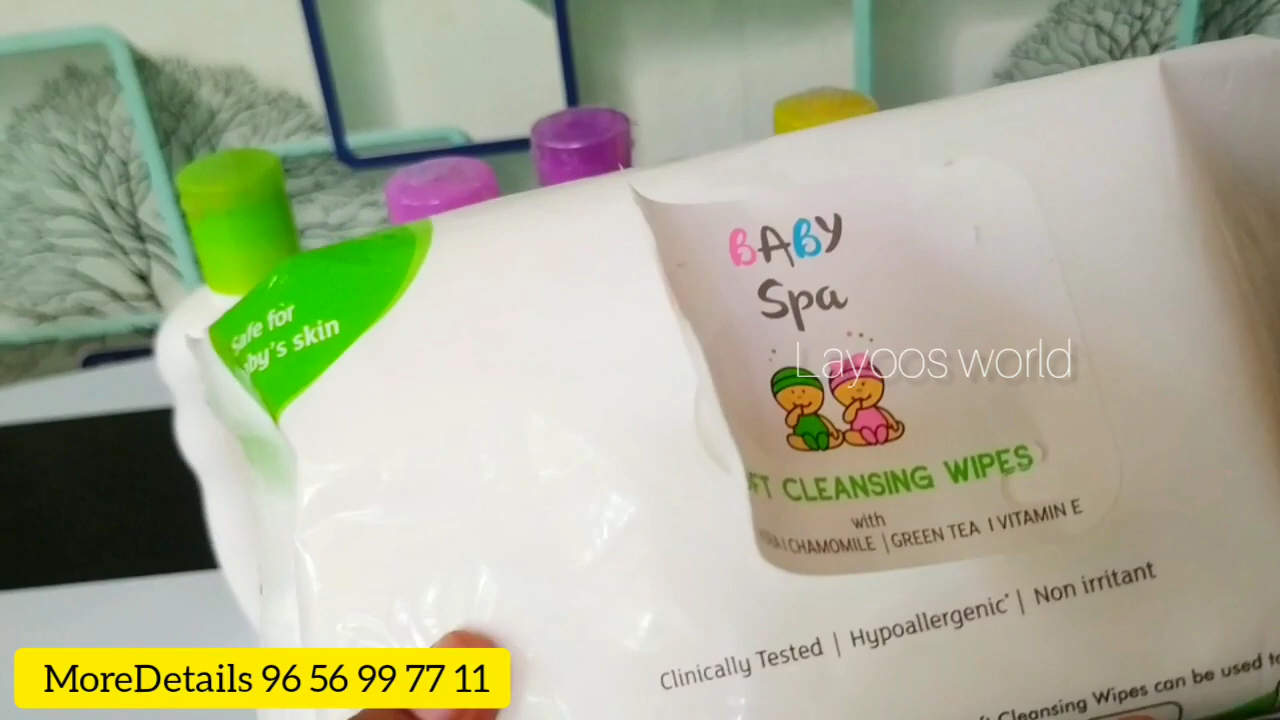 Safe for
baby's skin
BABY
Spa
Layoos world
CLEANSING WIPES
with
CHAMOMILE | GREEN TEA | VITAMIN E
Clinically Tested | Hypoallergenic* | Non irritant
Cleansing Wipes can be used to
MoreDetails 96 56 99 77 11